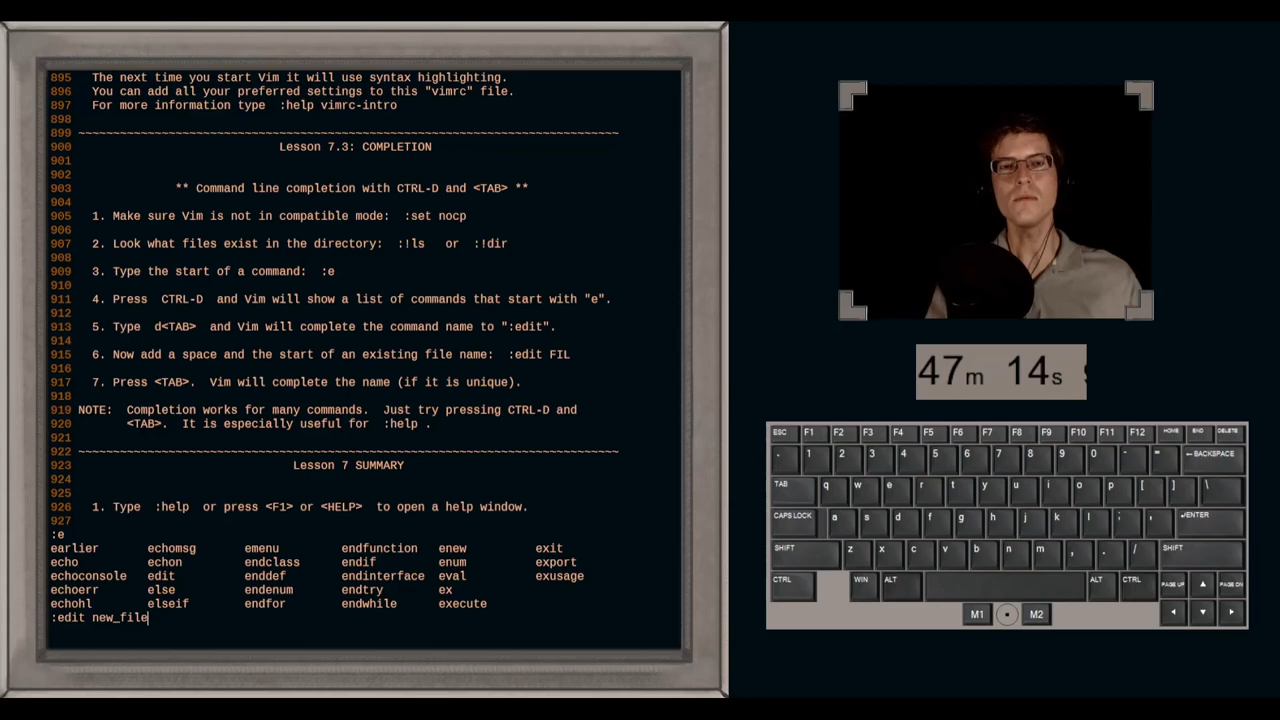 895 The next time you start Vim it will use syntax highlighting.
896 You can add all your preferred settings to this "vimrc" file.
897 For more information type :help vimrc-intro
898
899 ~~~~~~~~~~~~~~~~~~~~~~~~~~~~~~~~~~~~~~~~~~~~~~~~~~~~~~~~~~~~~~~~~~~~~~~~~~~~~~
900 Lesson 7.3: COMPLETION
901
902
903 ** Command line completion with CTRL-D and <TAB> **
904
905 1. Make sure Vim is not in compatible mode: :set nocp
906
907 2. Look what files exist in the directory: :!ls or :!dir
908
909 3. Type the start of a command: :e
910
911 4. Press CTRL-D and Vim will show a list of commands that start with "e".
912
913 5. Type d<TAB> and Vim will complete the command name to ":edit".
914
915 6. Now add a space and the start of an existing file name: :edit FIL
916
917 7. Press <TAB>. Vim will complete the name (if it is unique).
918
919 NOTE: Completion works for many commands. Just try pressing CTRL-D and
920 <TAB>. It is especially useful for :help .
921
922 ~~~~~~~~~~~~~~~~~~~~~~~~~~~~~~~~~~~~~~~~~~~~~~~~~~~~~~~~~~~~~~~~~~~~~~~~~~~~~~
923 Lesson 7 SUMMARY
924
925
926 1. Type :help or press <F1> or <HELP> to open a help window.
927
:e
earlier echomsg emenu endfunction enew exit
echo echon endclass endif enum export
echoconsole edit enddef endinterface eval exusage
echoerr else endenum endtry ex
echohl elseif endfor endwhile execute
:edit new_file
47m 14s
ESC F1 F2 F3 F4 F5 F6 F7 F8 F9 F10 F11 F12 HOME END DELETE
. 1 2 3 4 5 6 7 8 9 0 - = ←BACKSPACE
TAB q w e r t y u i o p [ ] \
CAPS LOCK a s d f g h j k l ; ' ↵ENTER
SHIFT z x c v b n m , . / SHIFT
CTRL WIN ALT ALT CTRL PAGE UP ▲ PAGE DN
M1 M2 ◄ ▼ ►